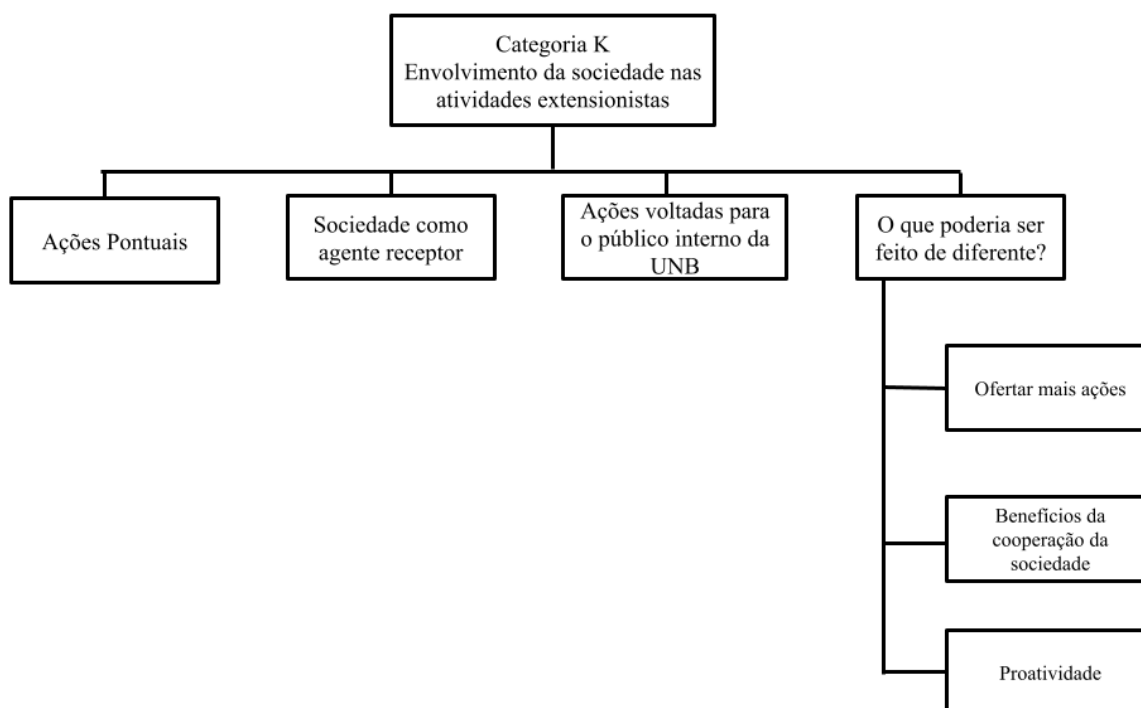 Categoria K
Envolvimento da sociedade nas
atividades extensionistas
Ações Pontuais
Sociedade como
agente receptor
Ações voltadas para
o público interno da
UNB
O que poderia ser
feito de diferente?
Ofertar mais ações
Benefícios da
cooperação da
sociedade
Proatividade